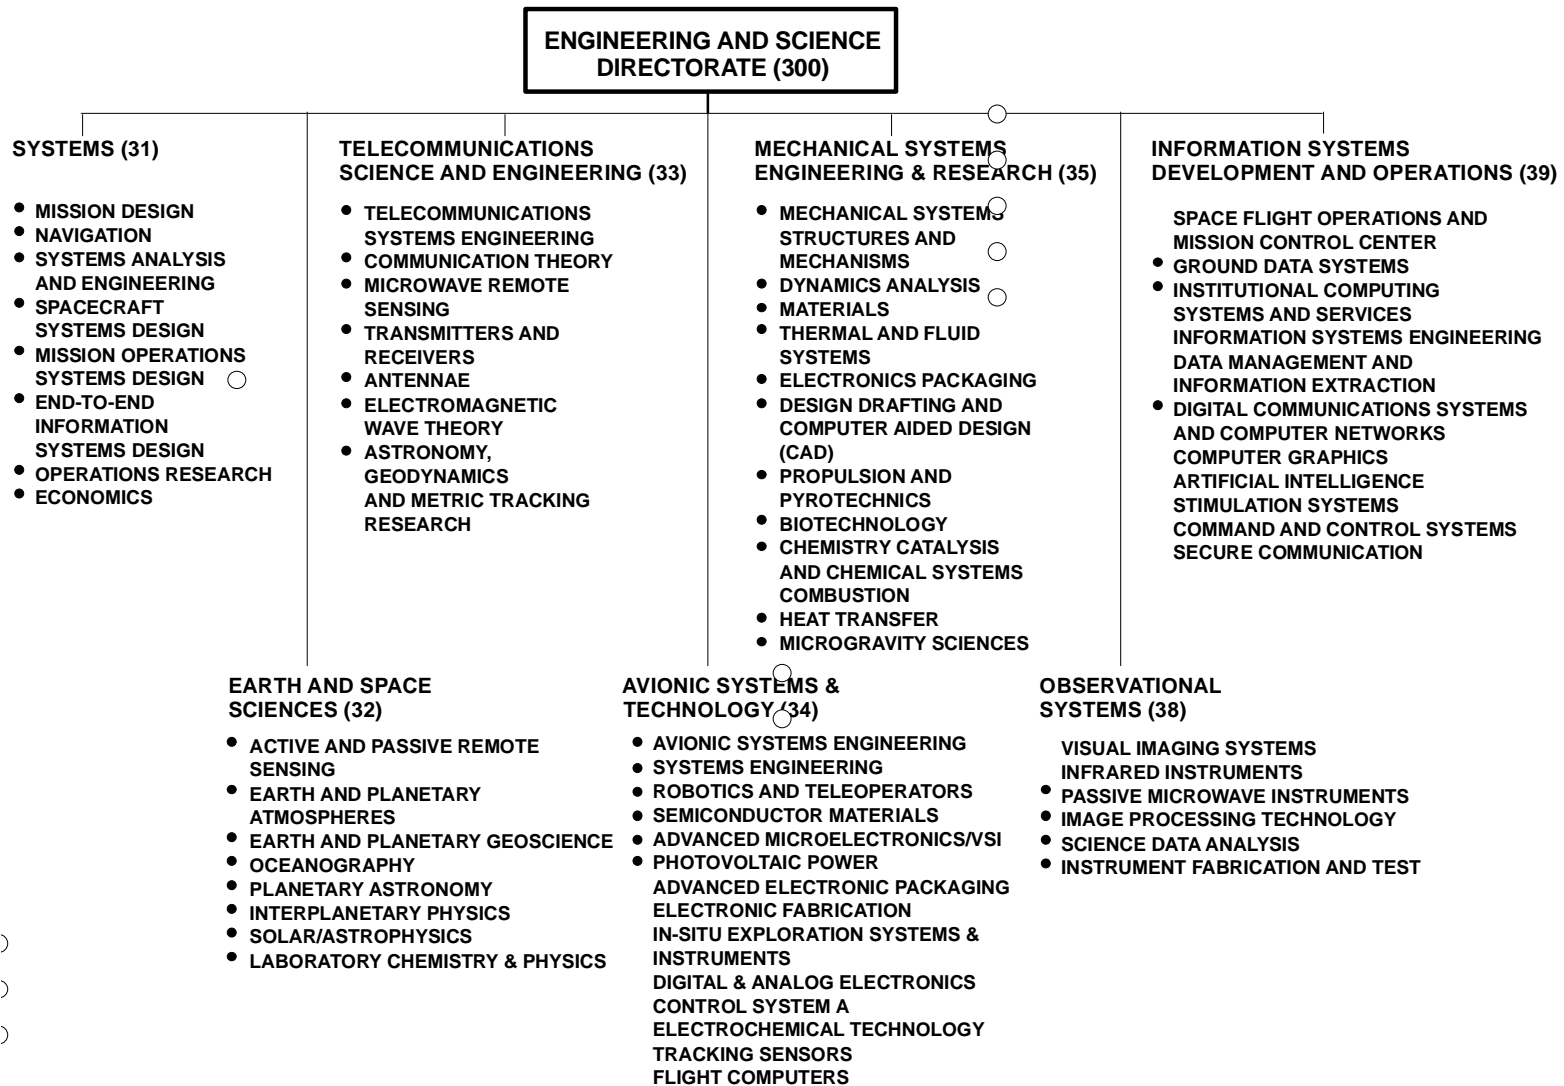 ENGINEERING AND SCIENCE
DIRECTORATE (300)
SYSTEMS (31)
• MISSION DESIGN
• NAVIGATION
• SYSTEMS ANALYSIS
AND ENGINEERING
• SPACECRAFT
SYSTEMS DESIGN
• MISSION OPERATIONS
SYSTEMS DESIGN
• END-TO-END
INFORMATION
SYSTEMS DESIGN
• OPERATIONS RESEARCH
• ECONOMICS
TELECOMMUNICATIONS
SCIENCE AND ENGINEERING (33)
• TELECOMMUNICATIONS
SYSTEMS ENGINEERING
• COMMUNICATION THEORY
• MICROWAVE REMOTE
SENSING
• TRANSMITTERS AND
RECEIVERS
• ANTENNAE
• ELECTROMAGNETIC
WAVE THEORY
• ASTRONOMY,
GEODYNAMICS
AND METRIC TRACKING
RESEARCH
MECHANICAL SYSTEMS
ENGINEERING & RESEARCH (35)
• MECHANICAL SYSTEMS
STRUCTURES AND
MECHANISMS
• DYNAMICS ANALYSIS
• MATERIALS
• THERMAL AND FLUID
SYSTEMS
• ELECTRONICS PACKAGING
• DESIGN DRAFTING AND
COMPUTER AIDED DESIGN
(CAD)
• PROPULSION AND
PYROTECHNICS
• BIOTECHNOLOGY
• CHEMISTRY CATALYSIS
AND CHEMICAL SYSTEMS
COMBUSTION
• HEAT TRANSFER
• MICROGRAVITY SCIENCES
INFORMATION SYSTEMS
DEVELOPMENT AND OPERATIONS (39)
SPACE FLIGHT OPERATIONS AND
MISSION CONTROL CENTER
• GROUND DATA SYSTEMS
• INSTITUTIONAL COMPUTING
SYSTEMS AND SERVICES
INFORMATION SYSTEMS ENGINEERING
DATA MANAGEMENT AND
INFORMATION EXTRACTION
• DIGITAL COMMUNICATIONS SYSTEMS
AND COMPUTER NETWORKS
COMPUTER GRAPHICS
ARTIFICIAL INTELLIGENCE
STIMULATION SYSTEMS
COMMAND AND CONTROL SYSTEMS
SECURE COMMUNICATION
EARTH AND SPACE
SCIENCES (32)
• ACTIVE AND PASSIVE REMOTE
SENSING
• EARTH AND PLANETARY
ATMOSPHERES
• EARTH AND PLANETARY GEOSCIENCE
• OCEANOGRAPHY
• PLANETARY ASTRONOMY
• INTERPLANETARY PHYSICS
• SOLAR/ASTROPHYSICS
• LABORATORY CHEMISTRY & PHYSICS
AVIONIC SYSTEMS &
TECHNOLOGY (34)
• AVIONIC SYSTEMS ENGINEERING
• SYSTEMS ENGINEERING
• ROBOTICS AND TELEOPERATORS
• SEMICONDUCTOR MATERIALS
• ADVANCED MICROELECTRONICS/VSI
• PHOTOVOLTAIC POWER
ADVANCED ELECTRONIC PACKAGING
ELECTRONIC FABRICATION
IN-SITU EXPLORATION SYSTEMS &
INSTRUMENTS
DIGITAL & ANALOG ELECTRONICS
CONTROL SYSTEM A
ELECTROCHEMICAL TECHNOLOGY
TRACKING SENSORS
FLIGHT COMPUTERS
OBSERVATIONAL
SYSTEMS (38)
VISUAL IMAGING SYSTEMS
INFRARED INSTRUMENTS
• PASSIVE MICROWAVE INSTRUMENTS
• IMAGE PROCESSING TECHNOLOGY
• SCIENCE DATA ANALYSIS
• INSTRUMENT FABRICATION AND TEST